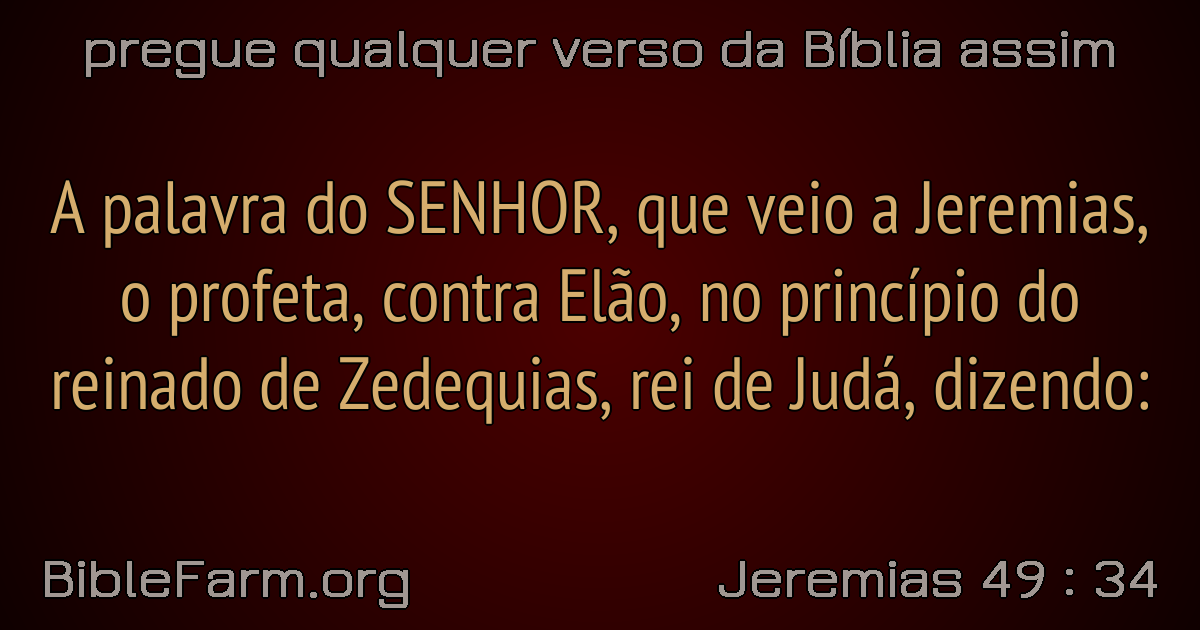 pregue qualquer verso da Bíblia assim
A palavra do SENHOR, que veio a Jeremias,
o profeta, contra Elão, no princípio do
reinado de Zedequias, rei de Judá, dizendo:
BibleFarm.org
Jeremias 49 : 34